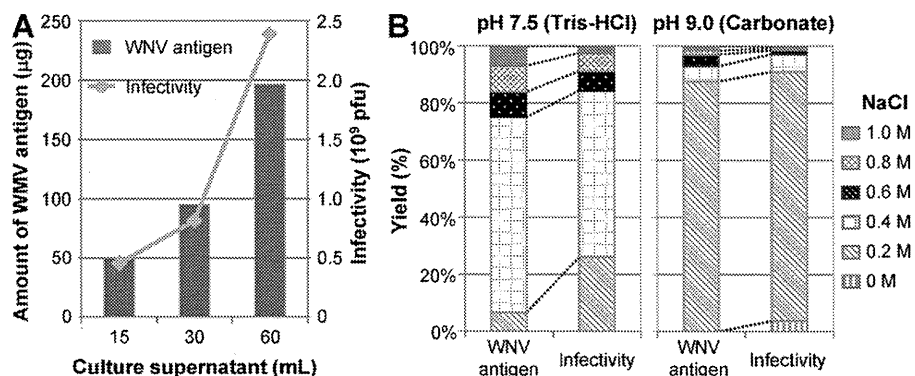 A
Amount of WMV antigen (µg)
250
200
150
100
50
0
WNV antigen
Infectivity
2.5
2.0
1.5
1.0
0.5
0
Infectivity (10⁹ pfu)
15 30 60
Culture supernatant (mL)
B
pH 7.5 (Tris-HCl) pH 9.0 (Carbonate)
Yield (%)
100%
80%
60%
40%
20%
0%
WNV antigen
Infectivity
WNV antigen
Infectivity
NaCl
1.0 M
0.8 M
0.6 M
0.4 M
0.2 M
0 M